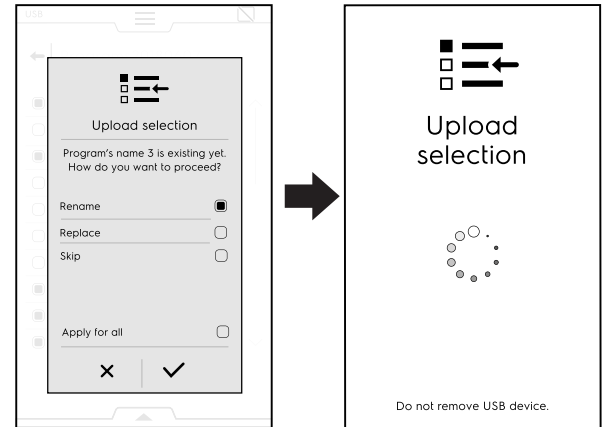 USB
Upload selection
Program's name 3 is existing yet.
How do you want to proceed?
Rename
Replace
Skip
Apply for all
Upload
selection
Do not remove USB device.